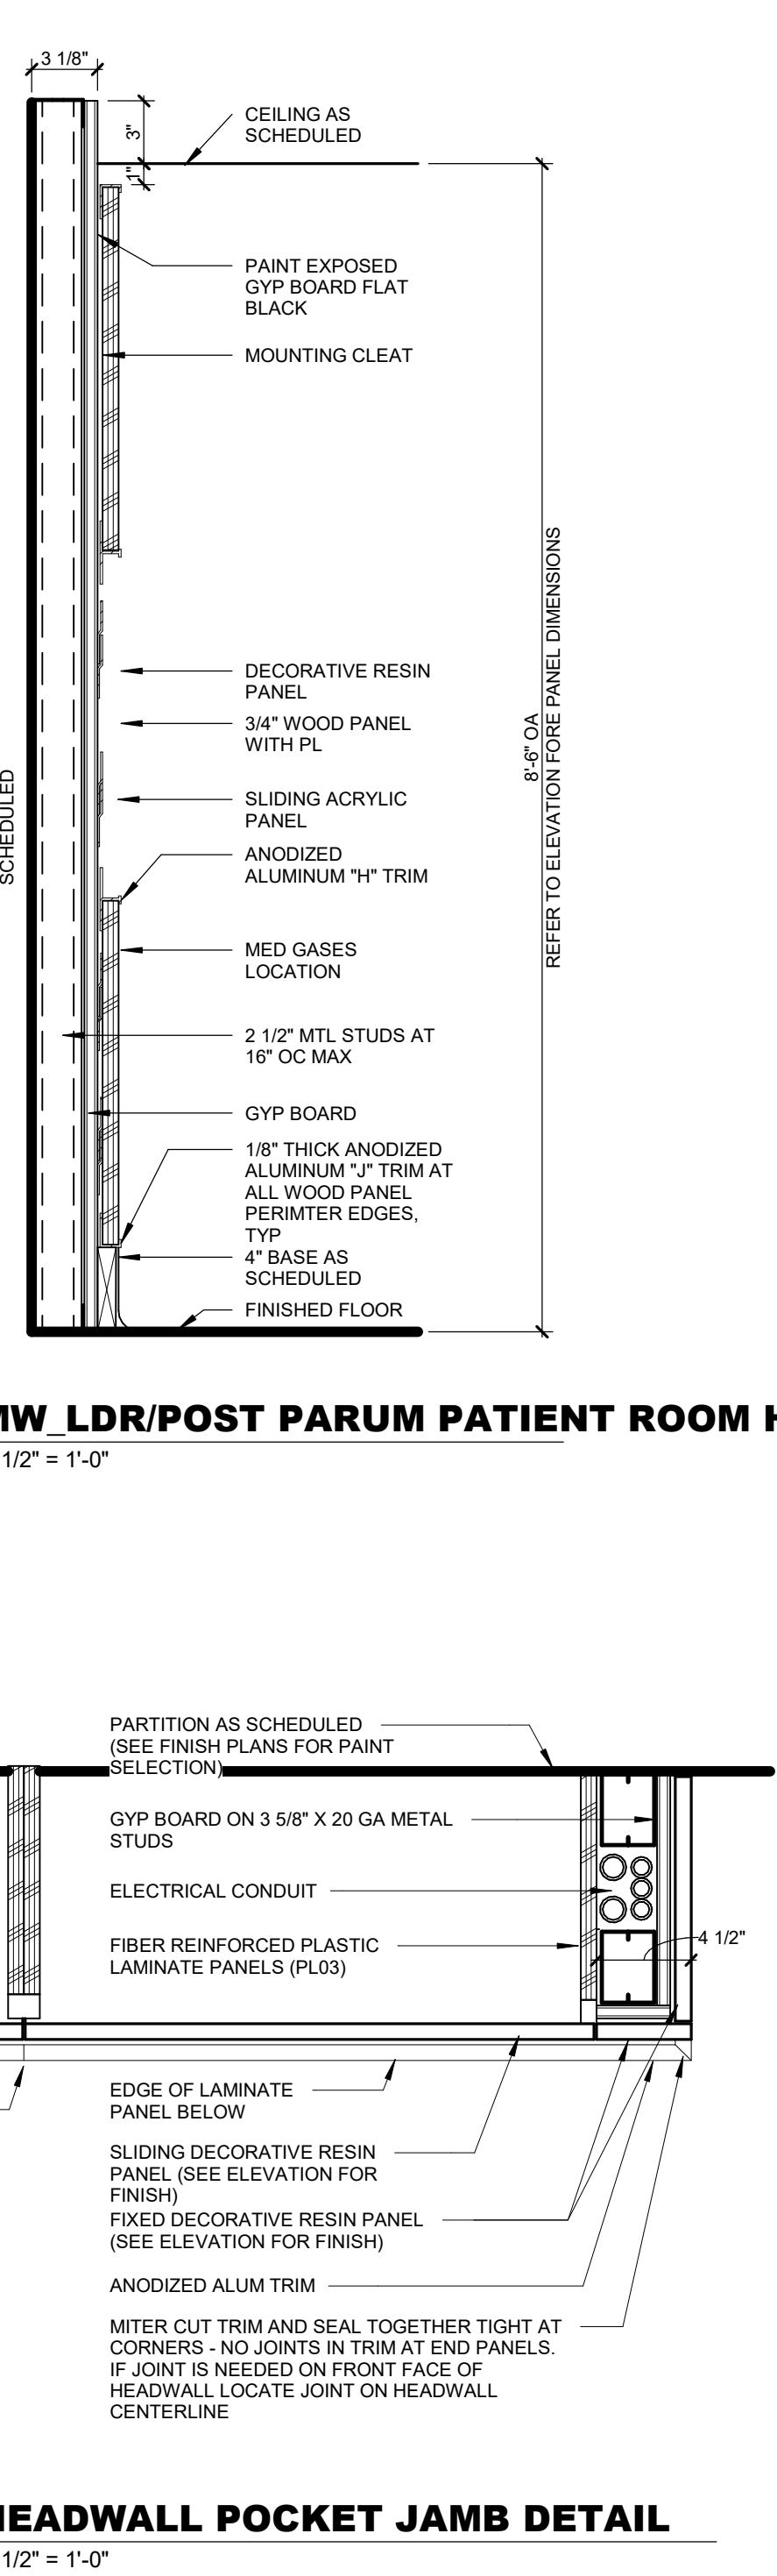 3 1/8"
3"
1"
CEILING AS
SCHEDULED
PAINT EXPOSED
GYP BOARD FLAT
BLACK
MOUNTING CLEAT
DECORATIVE RESIN
PANEL
3/4" WOOD PANEL
WITH PL
SLIDING ACRYLIC
PANEL
ANODIZED
ALUMINUM "H" TRIM
MED GASES
LOCATION
2 1/2" MTL STUDS AT
16" OC MAX
GYP BOARD
1/8" THICK ANODIZED
ALUMINUM "J" TRIM AT
ALL WOOD PANEL
PERIMTER EDGES,
TYP
4" BASE AS
SCHEDULED
FINISHED FLOOR
SCHEDULED
8'-6" OA
REFER TO ELEVATION FORE PANEL DIMENSIONS
MW_LDR/POST PARUM PATIENT ROOM H
1/2" = 1'-0"
PARTITION AS SCHEDULED
(SEE FINISH PLANS FOR PAINT
SELECTION)
GYP BOARD ON 3 5/8" X 20 GA METAL
STUDS
ELECTRICAL CONDUIT
FIBER REINFORCED PLASTIC
LAMINATE PANELS (PL03)
4 1/2"
EDGE OF LAMINATE
PANEL BELOW
SLIDING DECORATIVE RESIN
PANEL (SEE ELEVATION FOR
FINISH)
FIXED DECORATIVE RESIN PANEL
(SEE ELEVATION FOR FINISH)
ANODIZED ALUM TRIM
MITER CUT TRIM AND SEAL TOGETHER TIGHT AT
CORNERS - NO JOINTS IN TRIM AT END PANELS.
IF JOINT IS NEEDED ON FRONT FACE OF
HEADWALL LOCATE JOINT ON HEADWALL
CENTERLINE
HEADWALL POCKET JAMB DETAIL
1/2" = 1'-0"